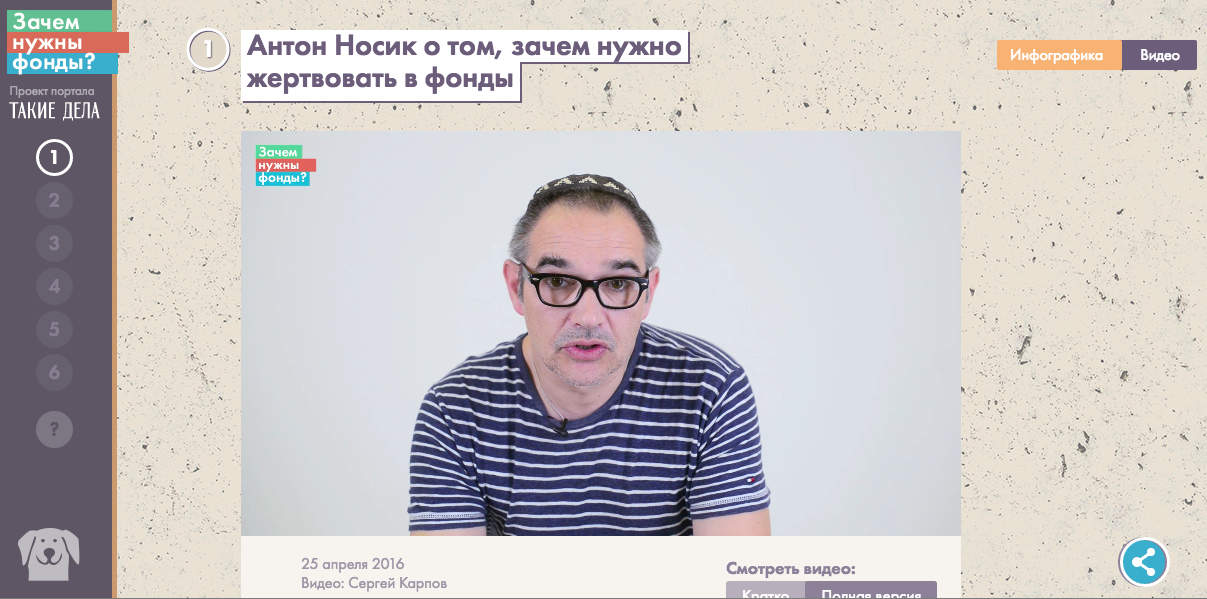 Зачем
нужны
фонды?
Проект портала
ТАКИЕ ДЕЛА
1
2
3
4
5
6
?
1
Антон Носик о том, зачем нужно
жертвовать в фонды
Инфографика
Видео
Зачем
нужны
фонды?
25 апреля 2016
Видео: Сергей Карпов
Смотреть видео:
Кратко
Полная версия